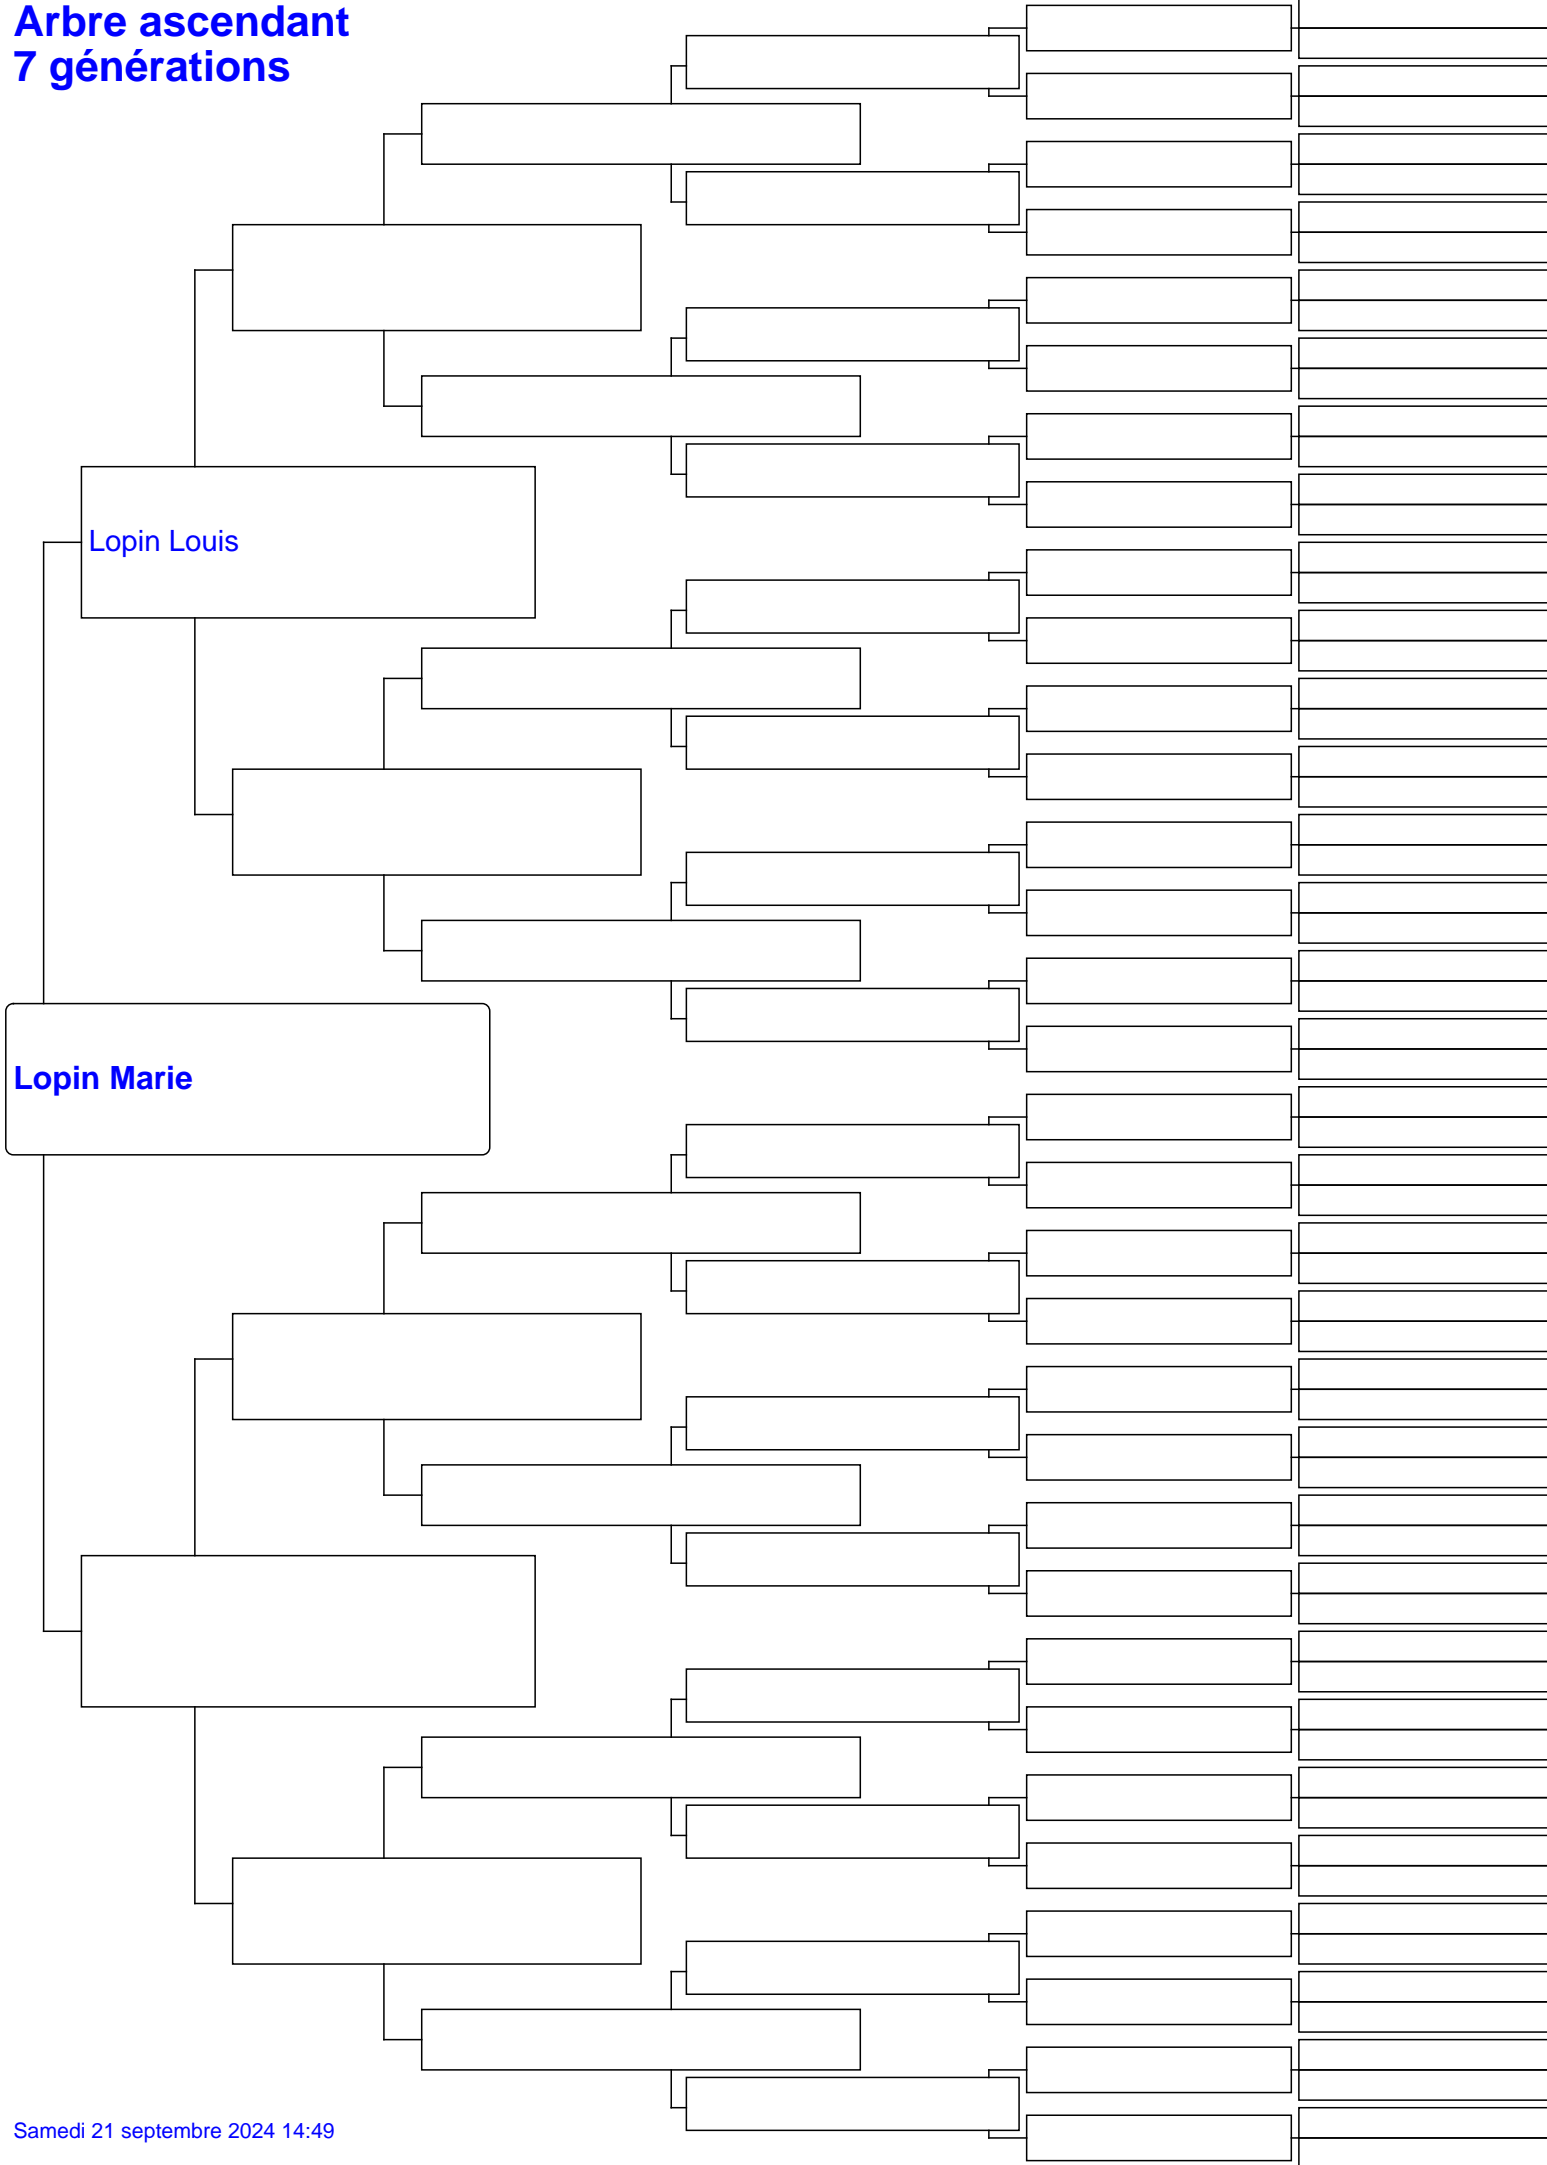 Arbre ascendant
7 générations
Lopin Louis
Lopin Marie
Samedi 21 septembre 2024 14:49